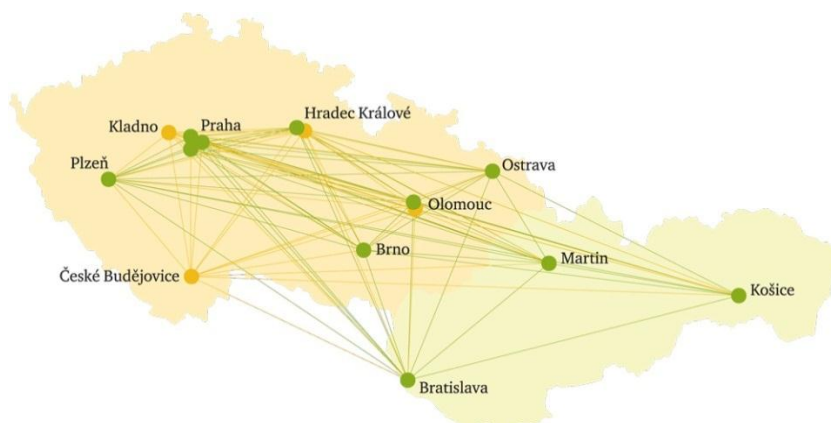 Hradec Králové
Kladno
Praha
Plzeň
Ostrava
Olomouc
Brno
Martin
České Budějovice
Košice
Bratislava